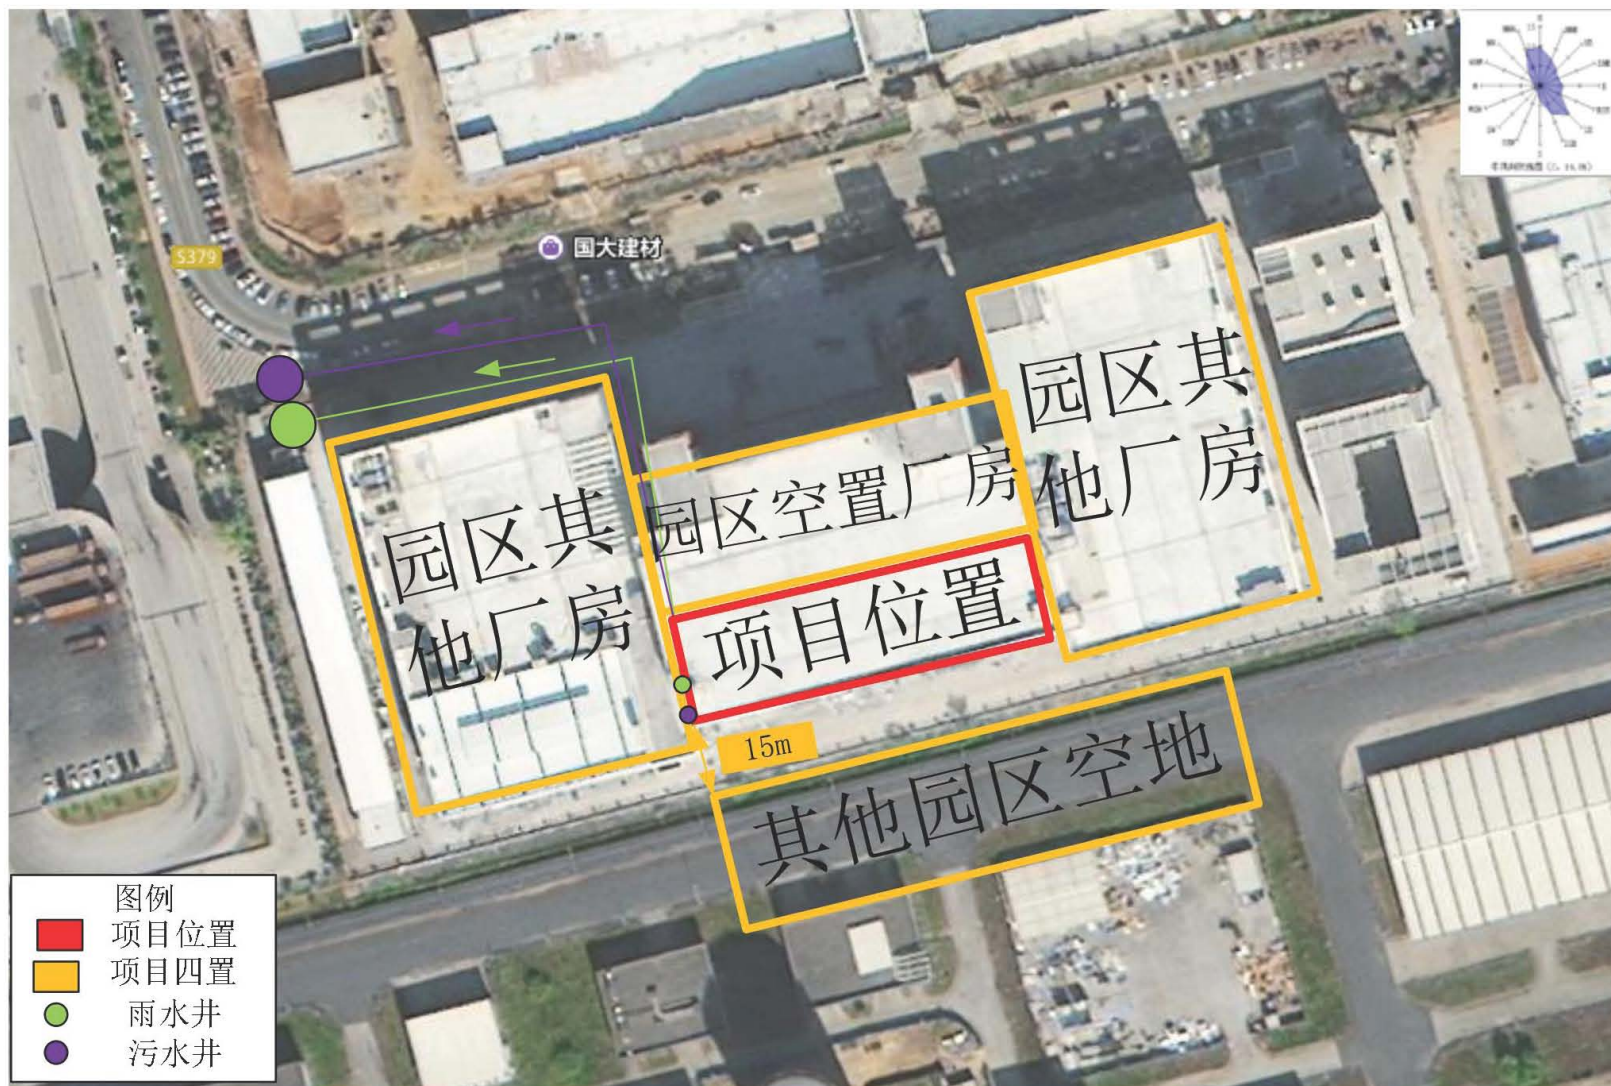 S379
国大建材
园区其
他厂房
园区空置厂房
园区其
他厂房
项目位置
15m
其他园区空地
图例
项目位置
项目四置
雨水井
污水井